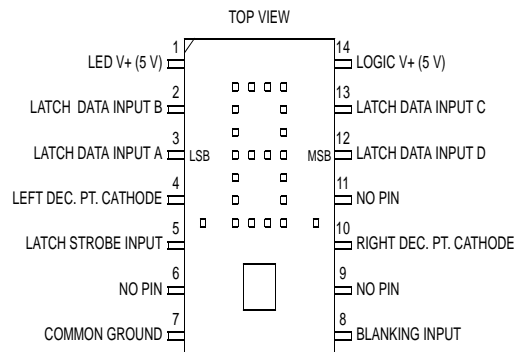 TOP VIEW
1
14
LED V+ (5 V)
LOGIC V+ (5 V)
2
13
LATCH DATA INPUT B
LATCH DATA INPUT C
3
12
LATCH DATA INPUT A
LSB
MSB
LATCH DATA INPUT D
4
11
LEFT DEC. PT. CATHODE
NO PIN
5
10
LATCH STROBE INPUT
RIGHT DEC. PT. CATHODE
6
9
NO PIN
NO PIN
7
8
COMMON GROUND
BLANKING INPUT